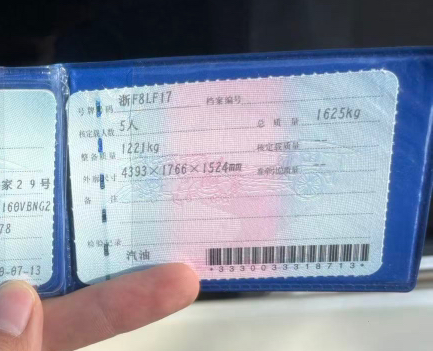 家29号
160VBNG2
78
0-07-13
号牌号码 浙F8LF17 档案编号
核定载人数 5人 总质量 1625kg
整备质量 1221kg 核定载质量 --
外廓尺寸 4393×1766×1524mm 准牵引总质量 --
备注
检验记录
汽油
*3330033318713*